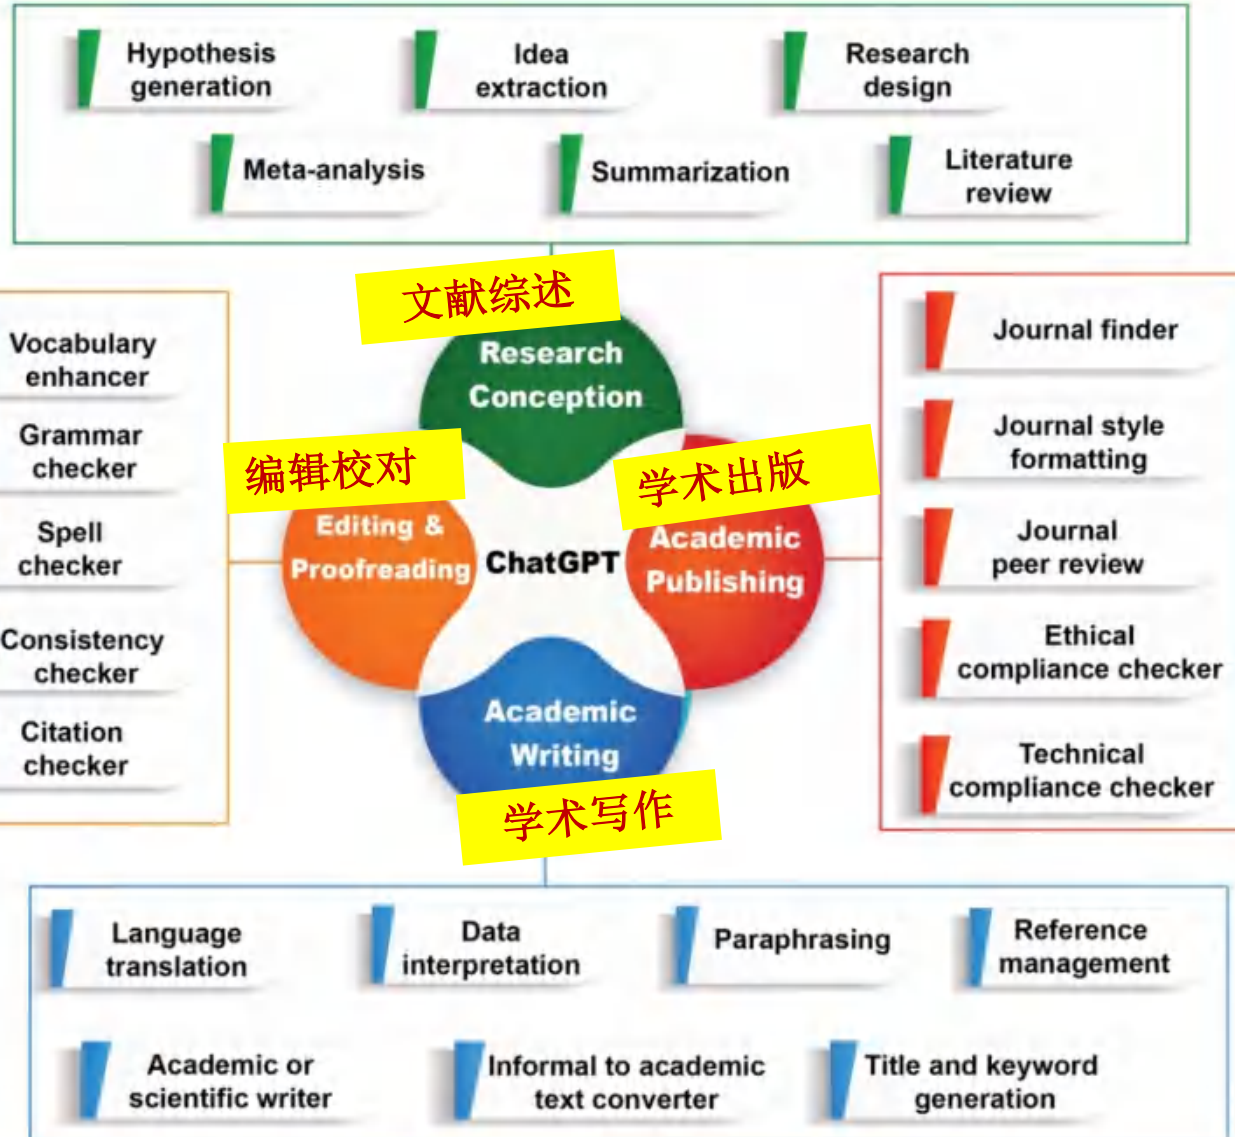 Hypothesis
generation
Idea
extraction
Research
design
Meta-analysis
Summarization
Literature
review
文献综述
Research
Conception
Vocabulary
enhancer
Grammar
checker
Spell
checker
Consistency
checker
Citation
checker
编辑校对
Editing &
Proofreading
ChatGPT
学术出版
Academic
Publishing
Journal finder
Journal style
formatting
Journal
peer review
Ethical
compliance checker
Technical
compliance checker
Academic
Writing
学术写作
Language
translation
Data
interpretation
Paraphrasing
Reference
management
Academic or
scientific writer
Informal to academic
text converter
Title and keyword
generation